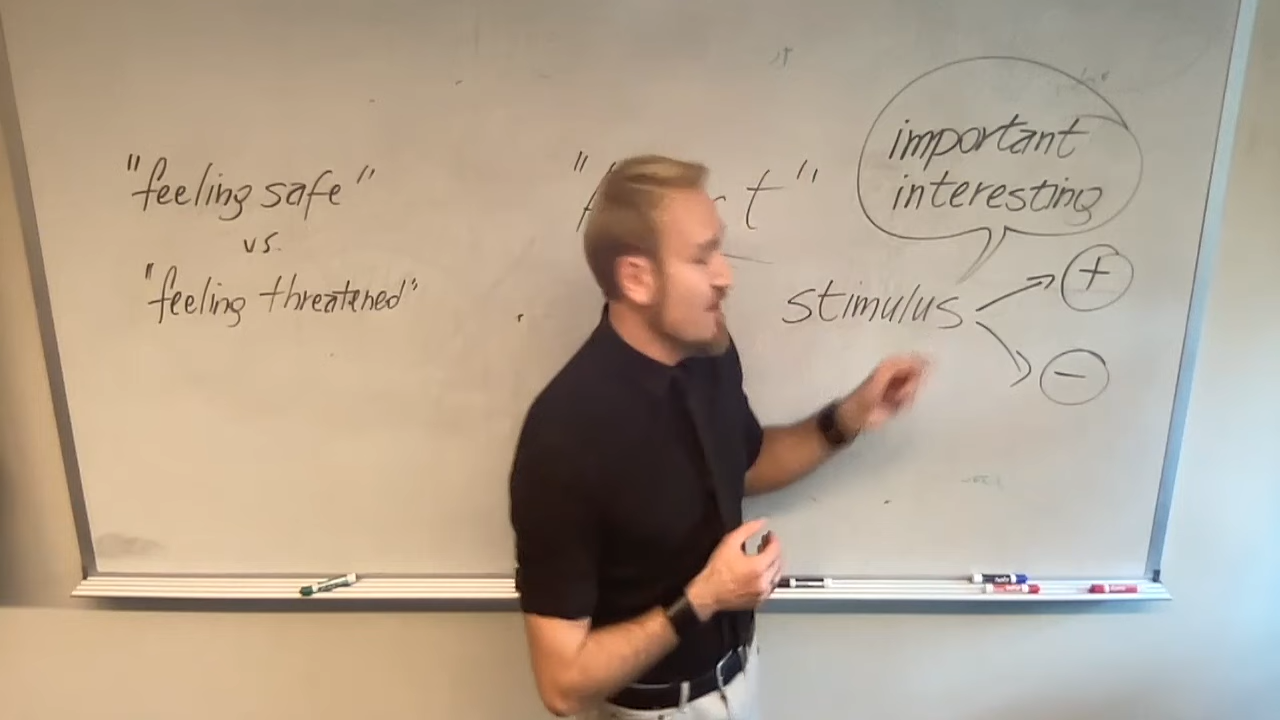 "feeling safe"
vs.
"feeling threatened"
important
interesting
stimulus
+
−